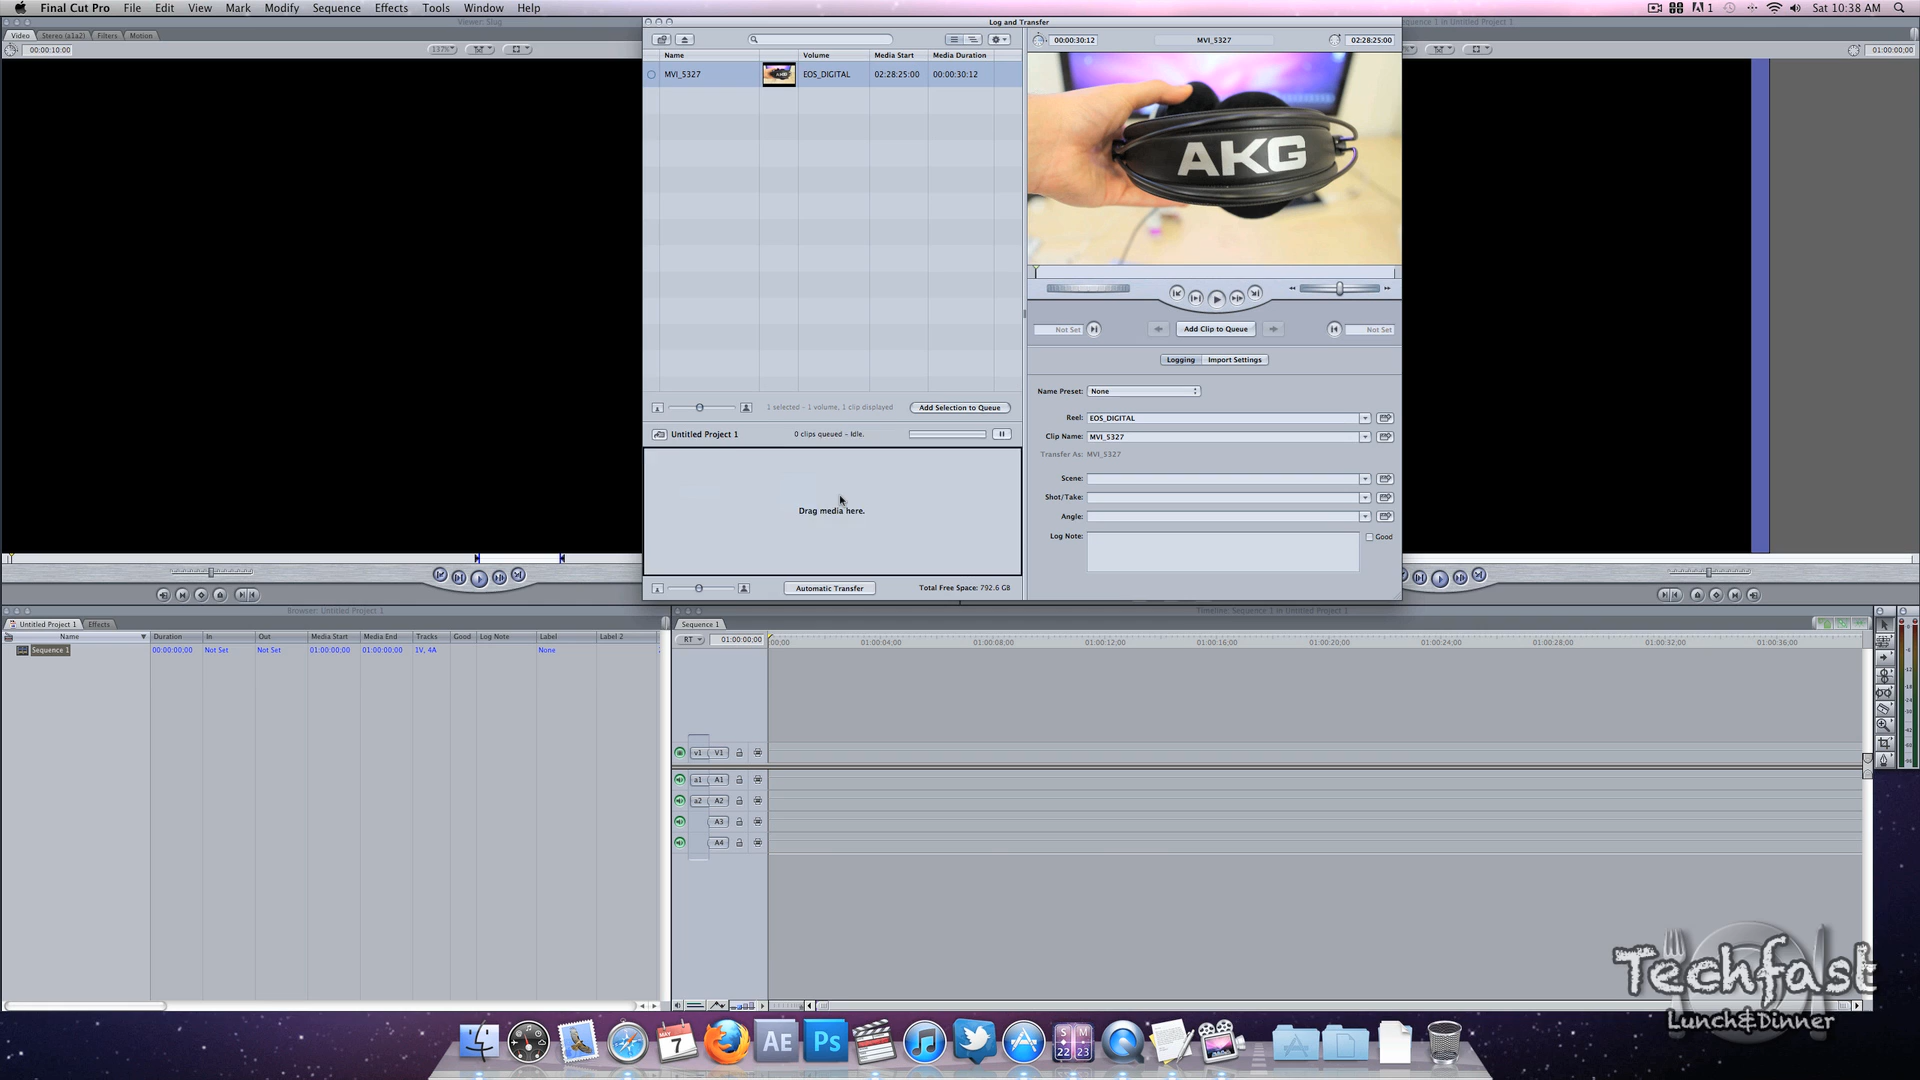 Final Cut Pro File Edit View Mark Modify Sequence Effects Tools Window Help
1 Sat 10:38 AM
Viewer: Slug
Log and Transfer
Sequence 1 in Untitled Project 1
Video Stereo (a1a2) Filters Motion
00:00:10:00
137%
00:00:30:12
MVI_5327
02:28:25:00
01:00:00;00
Name Volume Media Start Media Duration
MVI_5327 EOS_DIGITAL 02:28:25:00 00:00:30:12
AKG
Not Set
Add Clip to Queue
Not Set
Logging Import Settings
Name Preset: None
1 selected - 1 volume, 1 clip displayed
Add Selection to Queue
Reel: EOS_DIGITAL
Untitled Project 1
0 clips queued - Idle.
Clip Name: MVI_5327
Transfer As: MVI_5327
Scene:
Shot/Take:
Drag media here.
Angle:
Log Note:
Good
Automatic Transfer
Total Free Space: 792.6 GB
Browser: Untitled Project 1
Timeline: Sequence 1 in Untitled Project 1
Untitled Project 1 Effects
Sequence 1
Name Duration In Out Media Start Media End Tracks Good Log Note Label Label 2
RT 01:00:00;00
00;00 01:00:04;00 01:00:08;00 01:00:12;00 01:00:16;00 01:00:20;00 01:00:24;00 01:00:28;00 01:00:32;00 01:00:36;00
Sequence 1 00:00:00;00 Not Set Not Set 01:00:00;00 01:00:00;00 1V, 4A None
v1 V1
a1 A1
a2 A2
A3
A4
Techfast
Lunch&Dinner
MAY
7
AE
Ps
S M
22 23